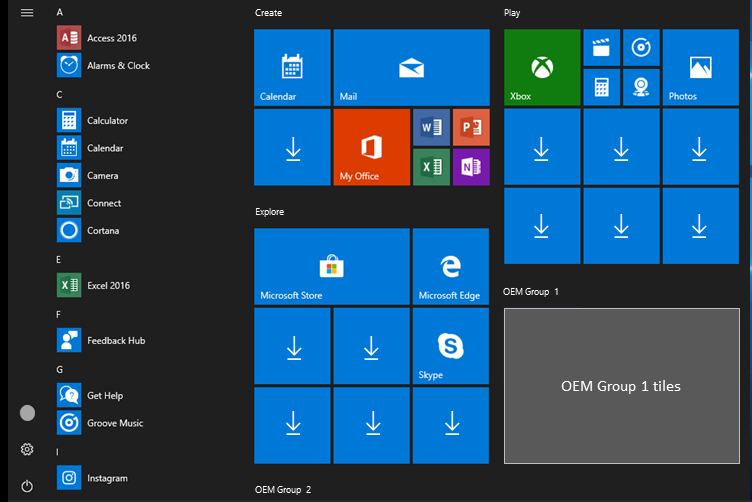 A
Access 2016
Alarms & Clock
C
Calculator
Calendar
Camera
Connect
Cortana
E
Excel 2016
F
Feedback Hub
G
Get Help
Groove Music
I
Instagram
Create
Calendar
Mail
My Office
Explore
Microsoft Store
Microsoft Edge
Skype
OEM Group 2
Play
Xbox
Photos
OEM Group 1
OEM Group 1 tiles